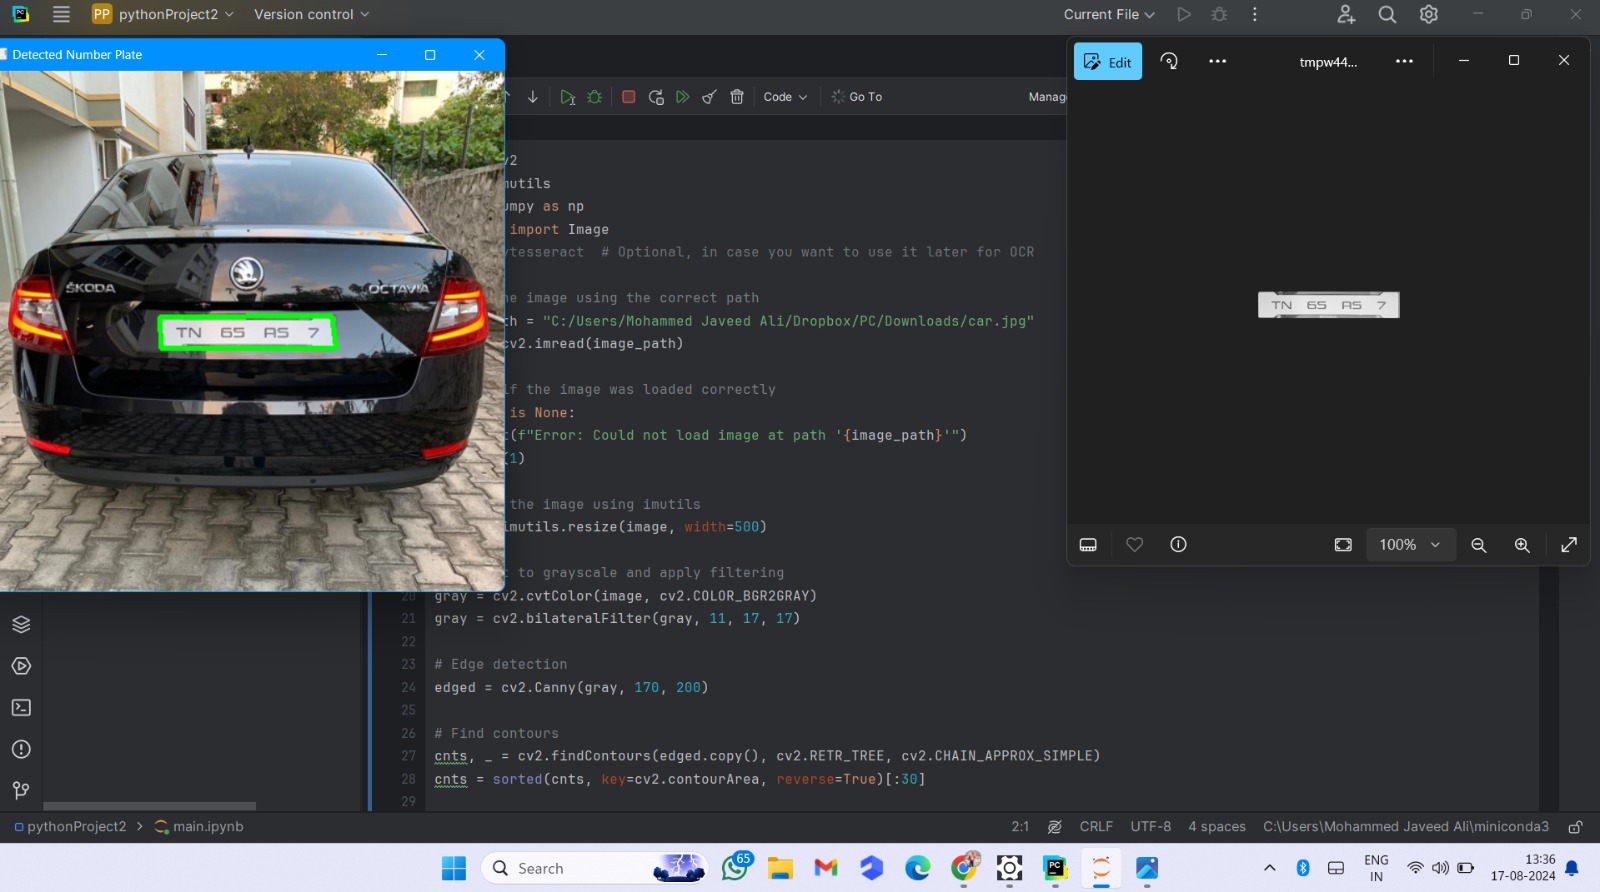 PC
PP pythonProject2 Version control Current File
Detected Number Plate
Edit tmpw44...
Code Go To Manag
ŠKODA OCTAVIA
TN 65 AS 7
TN 65 AS 7
v2
mutils
umpy as np
import Image
ytesseract # Optional, in case you want to use it later for OCR
he image using the correct path
th = "C:/Users/Mohammed Javeed Ali/Dropbox/PC/Downloads/car.jpg"
cv2.imread(image_path)
if the image was loaded correctly
is None:
t(f"Error: Could not load image at path '{image_path}'")
(1)
the image using imutils
imutils.resize(image, width=500)
t to grayscale and apply filtering
20 gray = cv2.cvtColor(image, cv2.COLOR_BGR2GRAY)
21 gray = cv2.bilateralFilter(gray, 11, 17, 17)
22
23 # Edge detection
24 edged = cv2.Canny(gray, 170, 200)
25
26 # Find contours
27 cnts, _ = cv2.findContours(edged.copy(), cv2.RETR_TREE, cv2.CHAIN_APPROX_SIMPLE)
28 cnts = sorted(cnts, key=cv2.contourArea, reverse=True)[:30]
29
100%
pythonProject2 > main.ipynb 2:1 CRLF UTF-8 4 spaces C:\Users\Mohammed Javeed Ali\miniconda3
Search 65 PC ENG IN 13:36 17-08-2024